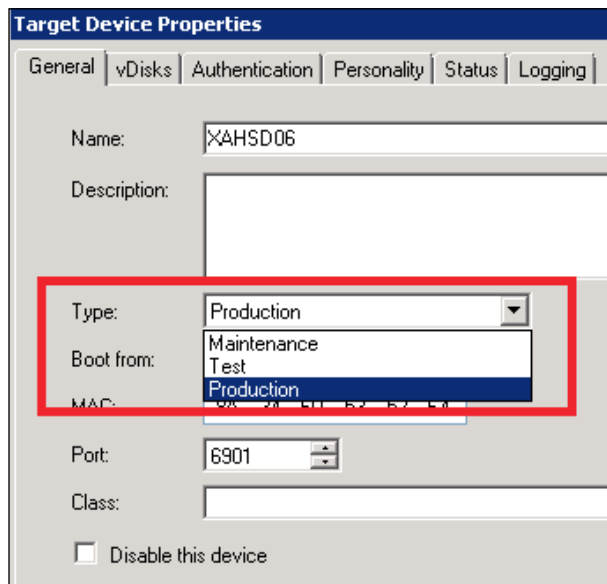 Target Device Properties
General vDisks Authentication Personality Status Logging
Name: XAHSD06
Description:
Type: Production
Maintenance
Boot from: Test
Production
MAC:
Port: 6901
Class:
Disable this device